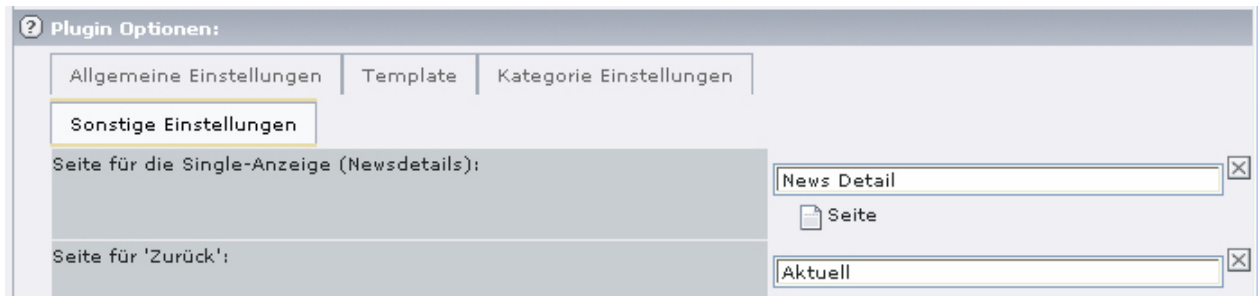 Plugin Optionen:
Allgemeine Einstellungen Template Kategorie Einstellungen
Sonstige Einstellungen
Seite für die Single-Anzeige (Newsdetails):
News Detail
Seite
Seite für 'Zurück':
Aktuell